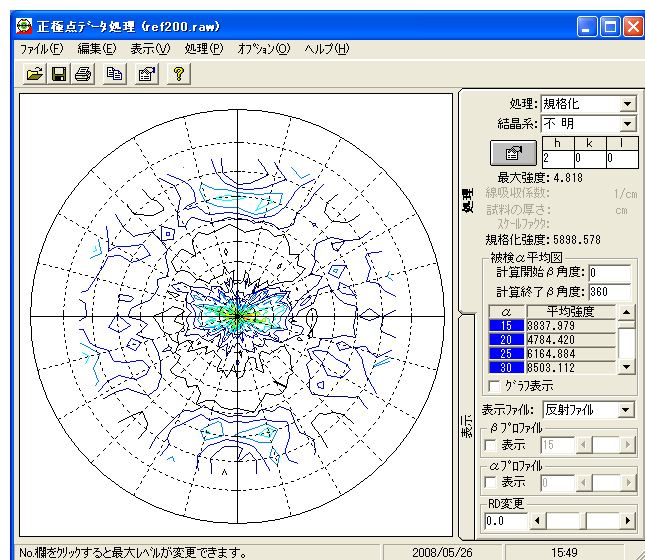 正極点データ処理 (ref200.raw)
ファイル(F) 編集(E) 表示(V) 処理(P) オプション(O) ヘルプ(H)
処理: 規格化
結晶系: 不 明
h k l
2 0 0
最大強度: 4.818
線吸収係数: 1/cm
試料の厚さ: cm
スケールファクタ:
規格化強度: 5898.578
被検α平均図
計算開始β角度: 0
計算終了β角度: 360
α 平均強度
15 3837.979
20 4784.420
25 6164.884
30 8503.112
グラフ表示
表示ファイル: 反射ファイル
βプロファイル
表示 15
αプロファイル
表示 0
RD変更
0.0
処理
表示
No.欄をクリックすると最大レベルが変更できます。 2008/05/26 15:49